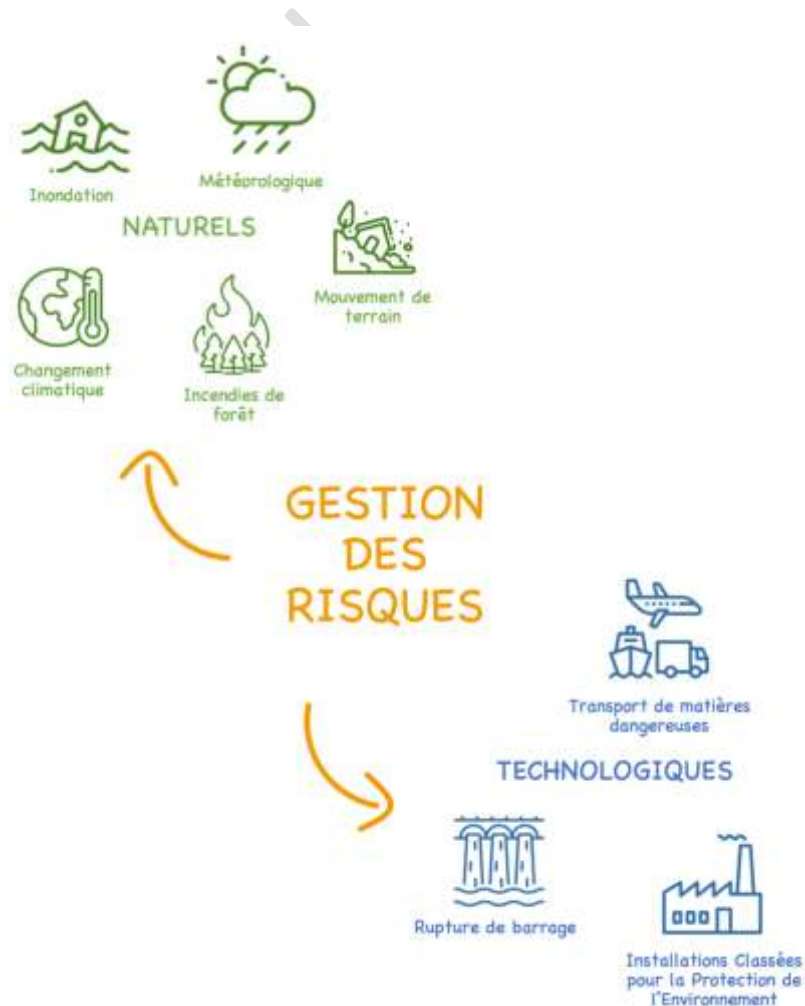 Météorologique
Inondation
NATURELS
Mouvement de
terrain
Changement
climatique
Incendies de
forêt
GESTION
DES
RISQUES
Transport de matières
dangereuses
TECHNOLOGIQUES
Rupture de barrage
Installations Classées
pour la Protection de
l'Environnement